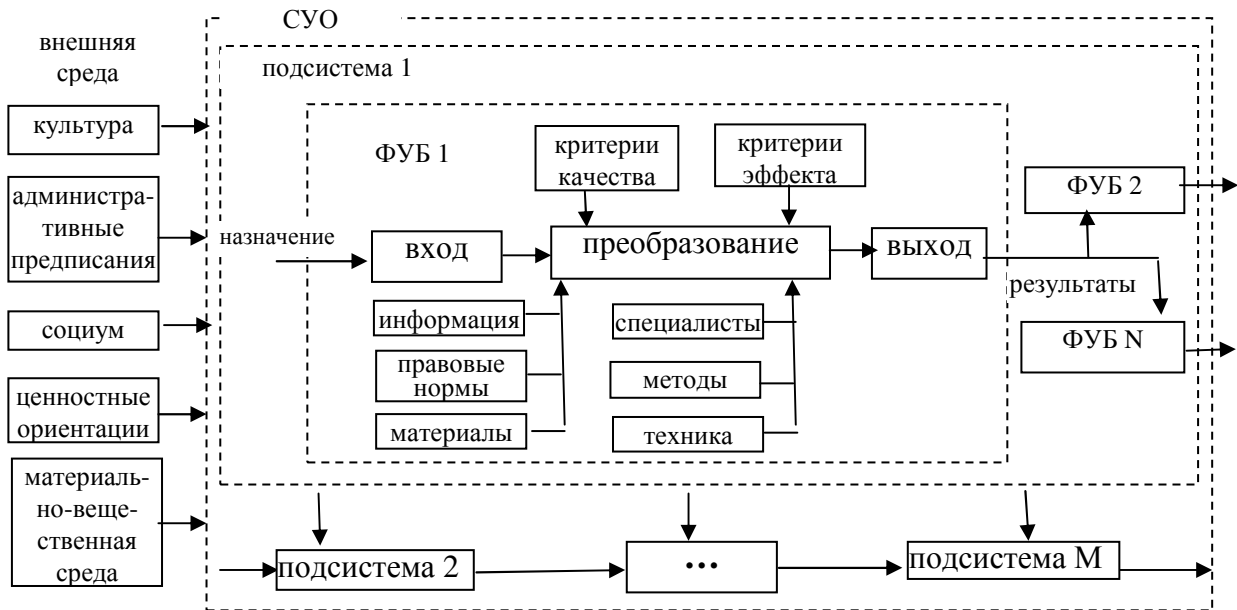 СУО
внешняя
среда
подсистема 1
культура
ФУБ 1
критерии
качества
критерии
эффекта
администра-
тивные
предписания
назначение
вход
преобразование
выход
ФУБ 2
результаты
информация
специалисты
социум
ФУБ N
правовые
нормы
методы
ценностные
ориентации
материалы
техника
материаль-
но-веще-
ственная
среда
подсистема 2
...
подсистема М